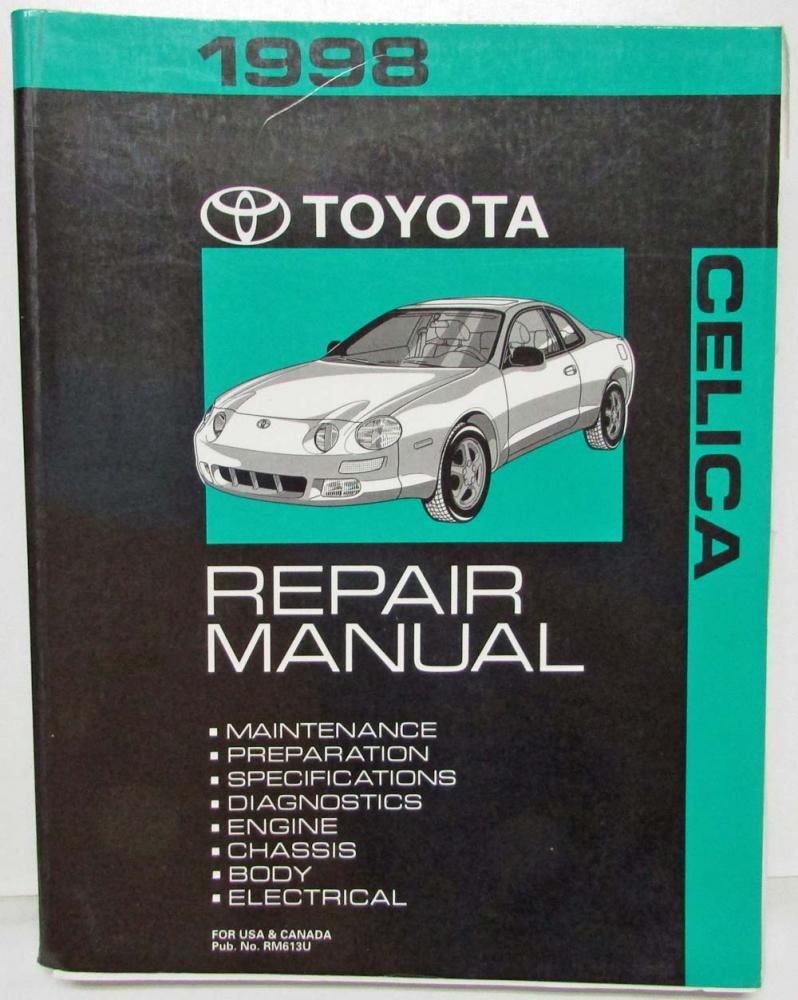 1998
TOYOTA
CELICA
REPAIR
MANUAL
▪ MAINTENANCE
▪ PREPARATION
▪ SPECIFICATIONS
▪ DIAGNOSTICS
▪ ENGINE
▪ CHASSIS
▪ BODY
▪ ELECTRICAL
FOR USA & CANADA
Pub. No. RM613U